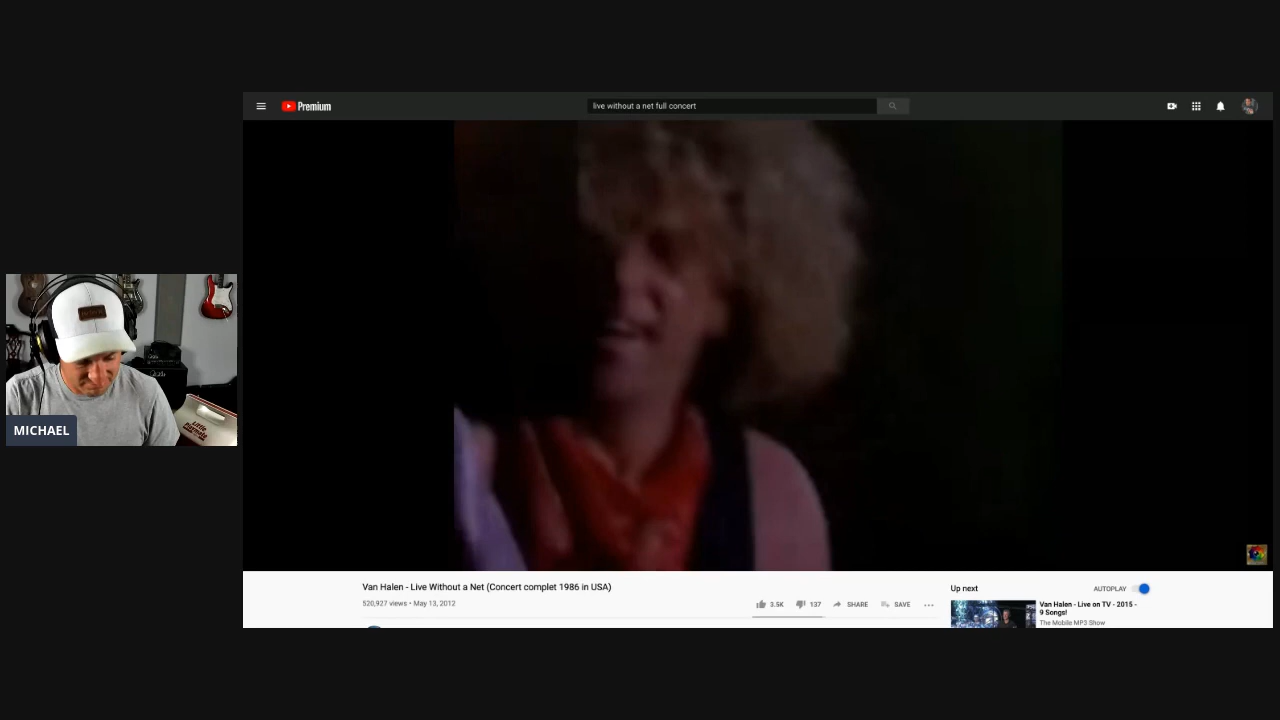 Premium
live without a net full concert
MICHAEL
Van Halen - Live Without a Net (Concert complet 1986 in USA)
520,927 views • May 13, 2012
3.5K
137
SHARE
SAVE
Up next
AUTOPLAY
Van Halen - Live on TV - 2015 -
9 Songs!
The Mobile MP3 Show